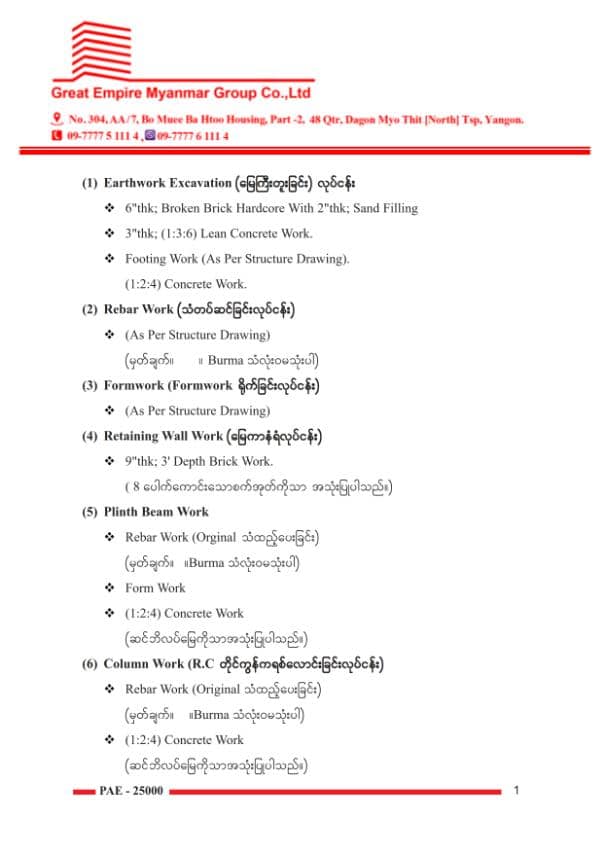 Great Empire Myanmar Group Co.,Ltd
No. 304, AA/7, Bo Muee Ba Htoo Housing, Part -2, 48 Qtr, Dagon Myo Thit [North] Tsp, Yangon.
09-7777 5 111 4 , 09-7777 6 111 4
(1) Earthwork Excavation (မြေကြီးတူးခြင်း) လုပ်ငန်း
❖ 6"thk; Broken Brick Hardcore With 2"thk; Sand Filling
❖ 3"thk; (1:3:6) Lean Concrete Work.
❖ Footing Work (As Per Structure Drawing).
(1:2:4) Concrete Work.
(2) Rebar Work (သံတပ်ဆင်ခြင်းလုပ်ငန်း)
❖ (As Per Structure Drawing)
(မှတ်ချက်။ ။ Burma သံလုံးဝမသုံးပါ)
(3) Formwork (Formwork ရိုက်ခြင်းလုပ်ငန်း)
❖ (As Per Structure Drawing)
(4) Retaining Wall Work (မြေကာနံရံလုပ်ငန်း)
❖ 9"thk; 3' Depth Brick Work.
( 8 ပေါက်ကောင်းသောစက်အုတ်ကိုသာ အသုံးပြုပါသည်။)
(5) Plinth Beam Work
❖ Rebar Work (Orginal သံထည့်ပေးခြင်း)
(မှတ်ချက်။ ။Burma သံလုံးဝမသုံးပါ)
❖ Form Work
❖ (1:2:4) Concrete Work
(ဆင်ဘိလပ်မြေကိုသာအသုံးပြုပါသည်။)
(6) Column Work (R.C တိုင်ကွန်ကရစ်လောင်းခြင်းလုပ်ငန်း)
❖ Rebar Work (Original သံထည့်ပေးခြင်း)
(မှတ်ချက်။ ။Burma သံလုံးဝမသုံးပါ)
❖ (1:2:4) Concrete Work
(ဆင်ဘိလပ်မြေကိုသာအသုံးပြုပါသည်။)
PAE - 25000 1